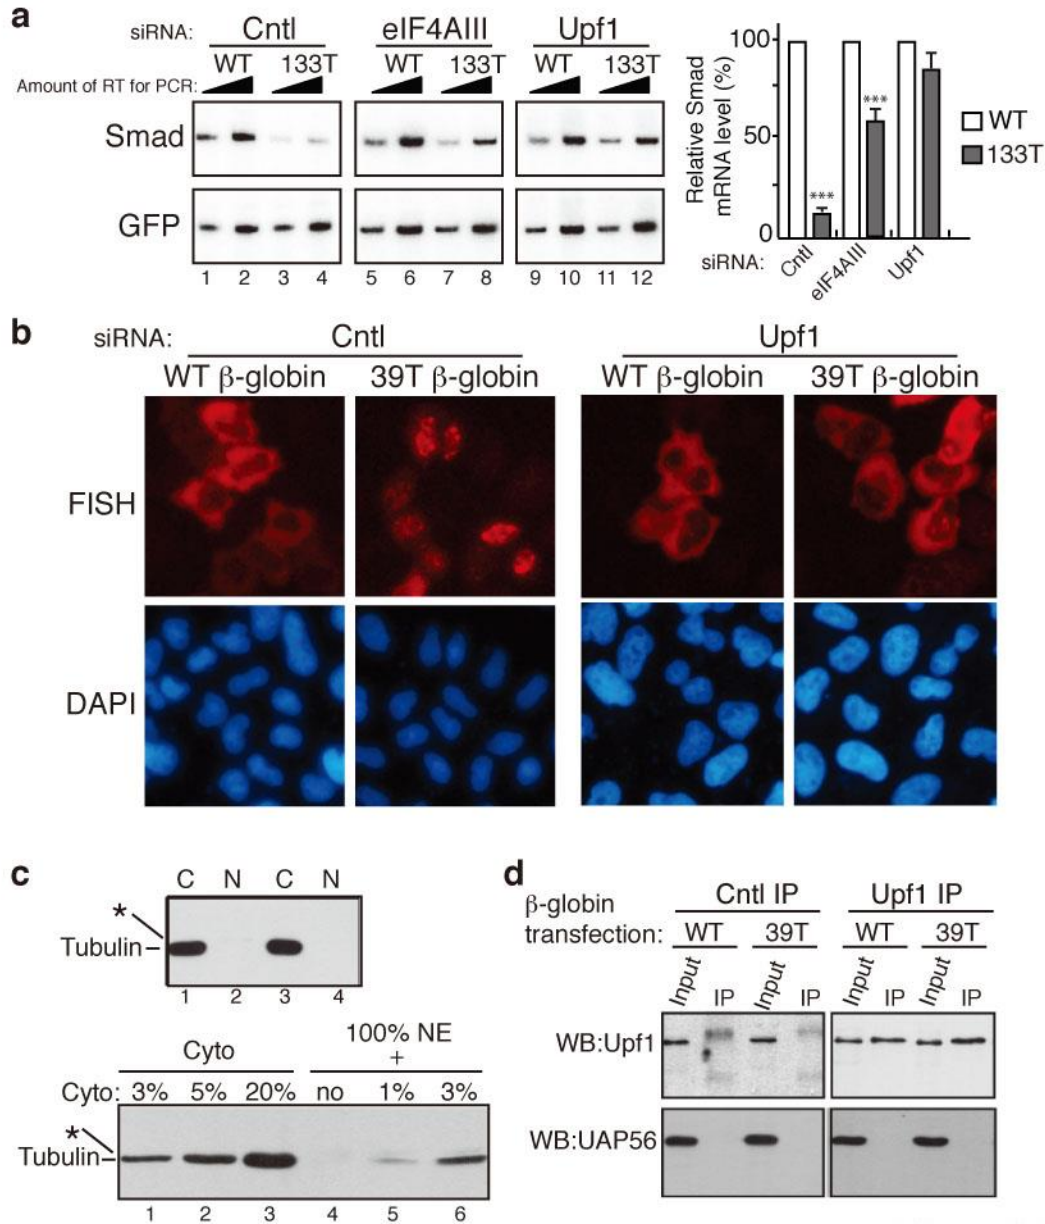 a
siRNA: Cntl eIF4AIII Upf1
WT 133T WT 133T WT 133T
Amount of RT for PCR:
Smad
GFP
1 2 3 4 5 6 7 8 9 10 11 12
Relative Smad
mRNA level (%)
100
50
0
*** ***
WT
133T
siRNA: Cntl eIF4AIII Upf1
b
siRNA: Cntl Upf1
WT β-globin 39T β-globin WT β-globin 39T β-globin
FISH
DAPI
c
C N C N
*
Tubulin
1 2 3 4
100% NE
Cyto +
Cyto: 3% 5% 20% no 1% 3%
*
Tubulin
1 2 3 4 5 6
d
β-globin Cntl IP Upf1 IP
transfection: WT 39T WT 39T
Input IP Input IP Input IP Input IP
WB:Upf1
WB:UAP56